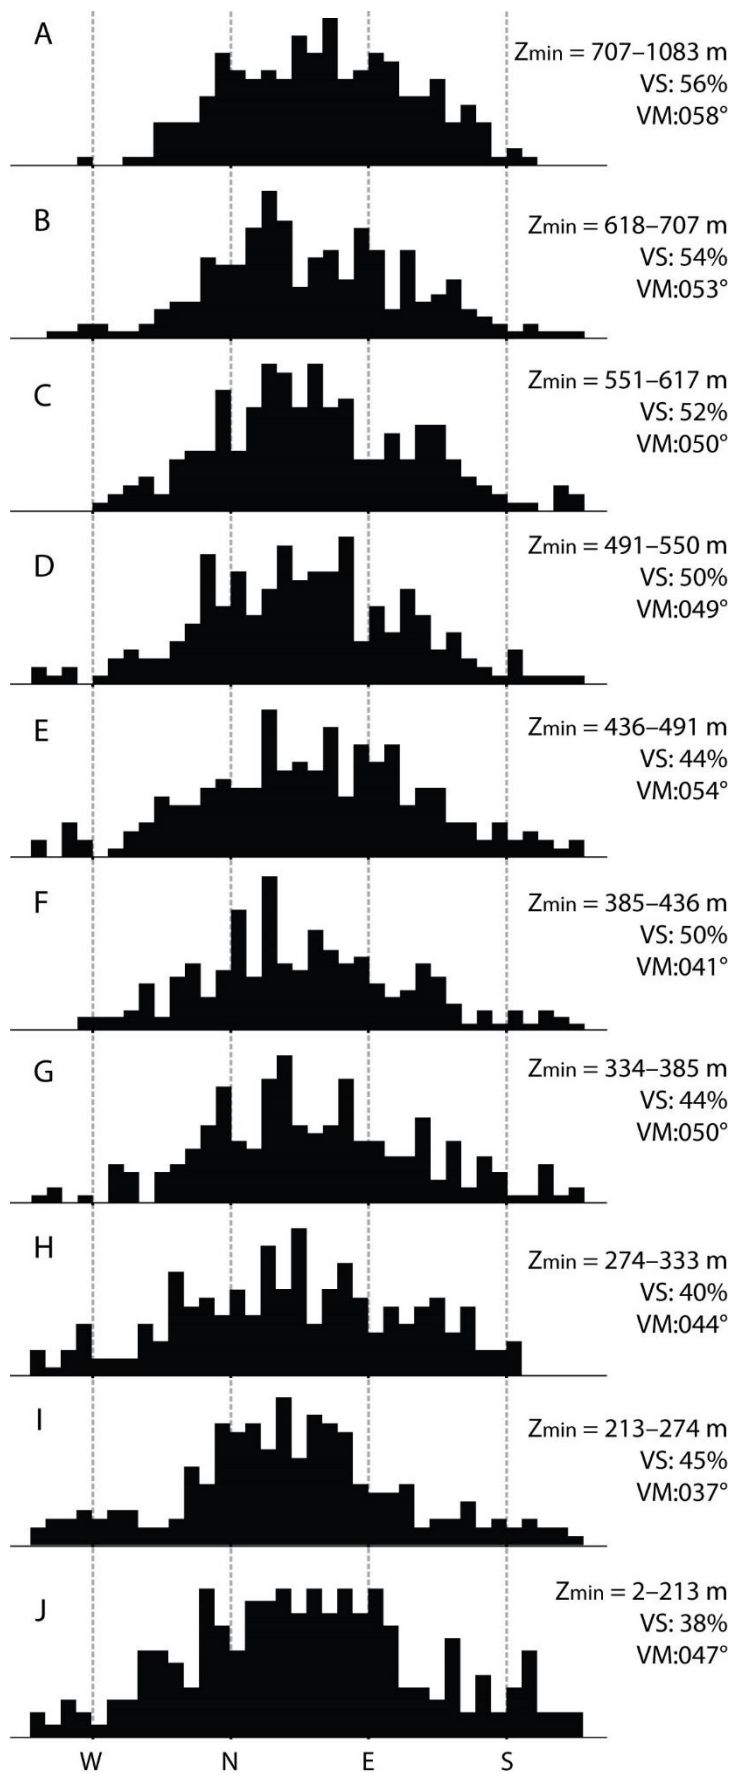 A
Zmin = 707–1083 m
VS: 56%
VM:058°
B
Zmin = 618–707 m
VS: 54%
VM:053°
C
Zmin = 551–617 m
VS: 52%
VM:050°
D
Zmin = 491–550 m
VS: 50%
VM:049°
E
Zmin = 436–491 m
VS: 44%
VM:054°
F
Zmin = 385–436 m
VS: 50%
VM:041°
G
Zmin = 334–385 m
VS: 44%
VM:050°
H
Zmin = 274–333 m
VS: 40%
VM:044°
I
Zmin = 213–274 m
VS: 45%
VM:037°
J
Zmin = 2–213 m
VS: 38%
VM:047°
W N E S